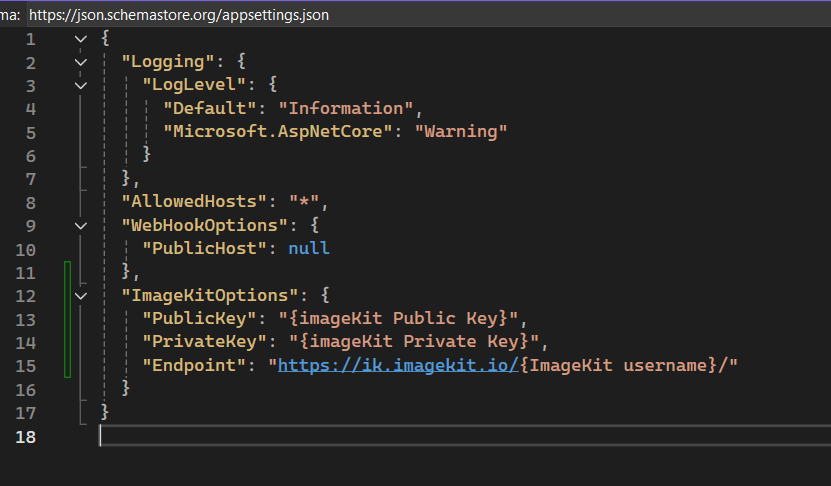 ma: https://json.schemastore.org/appsettings.json
1 {
2 "Logging": {
3 "LogLevel": {
4 "Default": "Information",
5 "Microsoft.AspNetCore": "Warning"
6 }
7 },
8 "AllowedHosts": "*",
9 "WebHookOptions": {
10 "PublicHost": null
11 },
12 "ImageKitOptions": {
13 "PublicKey": "{imageKit Public Key}",
14 "PrivateKey": "{imageKit Private Key}",
15 "Endpoint": "https://ik.imagekit.io/{ImageKit username}/"
16 }
17 }
18